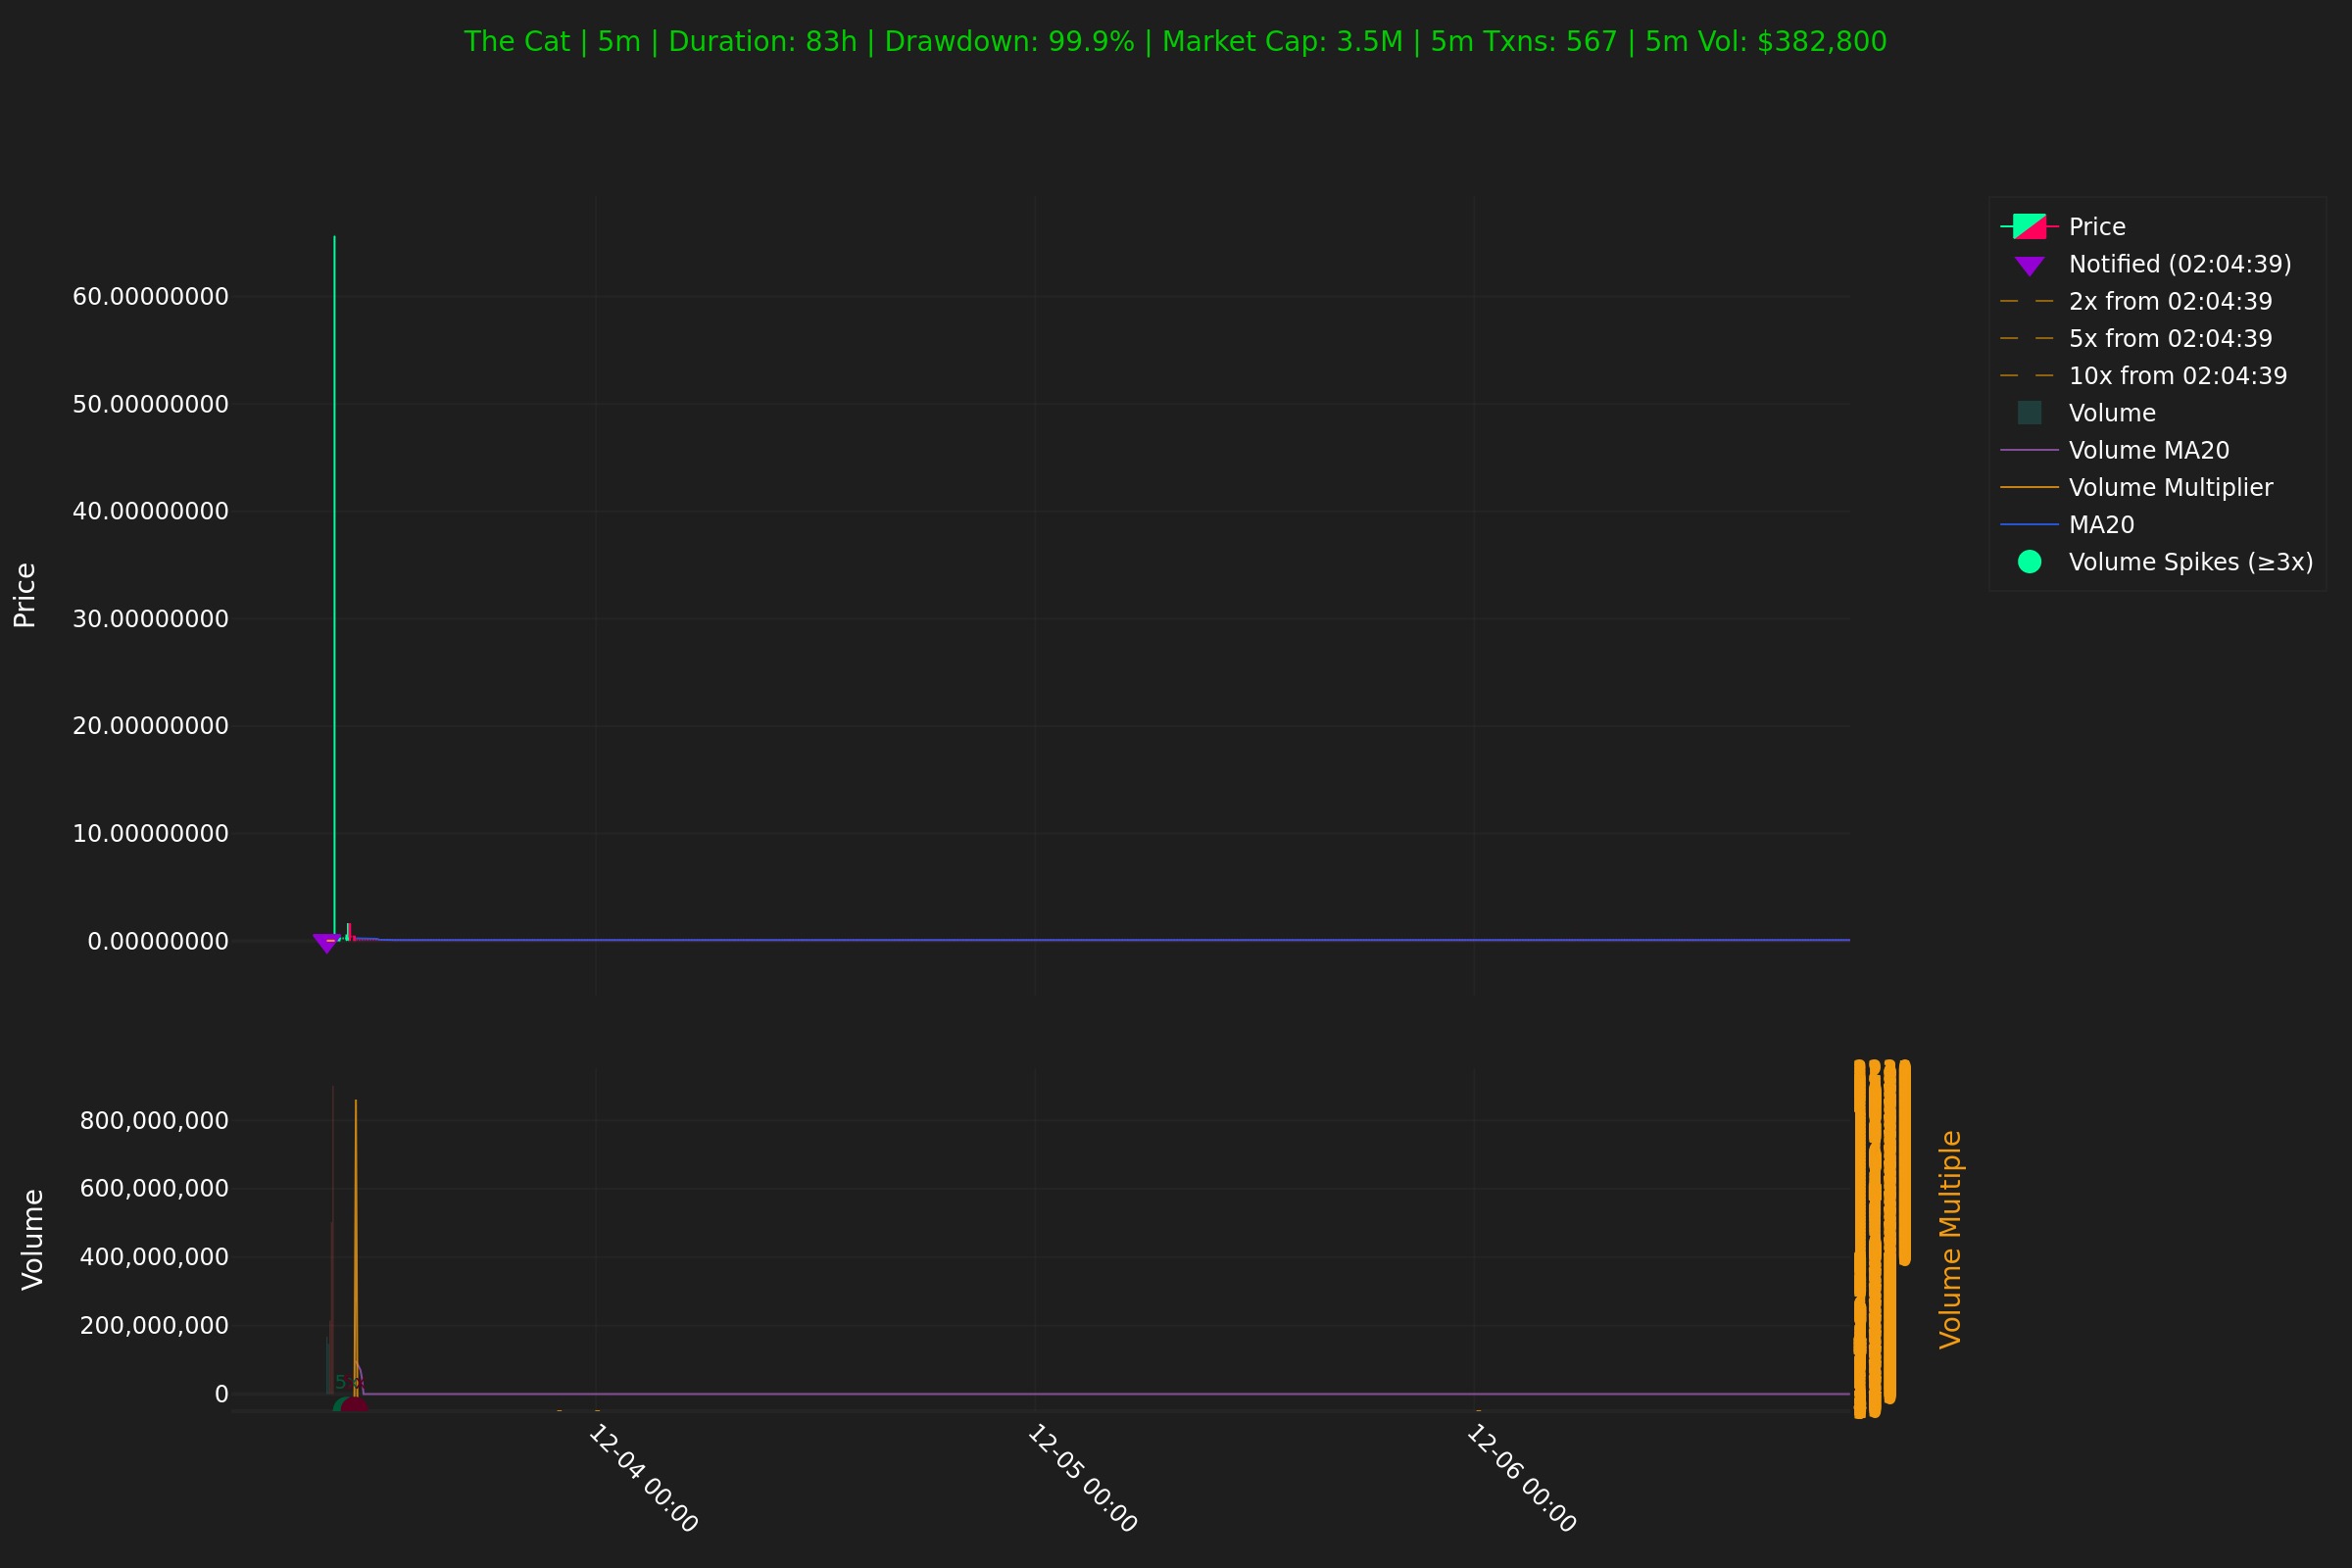 The Cat | 5m | Duration: 83h | Drawdown: 99.9% | Market Cap: 3.5M | 5m Txns: 567 | 5m Vol: $382,800
Price
60.00000000
50.00000000
40.00000000
30.00000000
20.00000000
10.00000000
0.00000000
Price
Notified (02:04:39)
2x from 02:04:39
5x from 02:04:39
10x from 02:04:39
Volume
Volume MA20
Volume Multiplier
MA20
Volume Spikes (≥3x)
Volume
800,000,000
600,000,000
400,000,000
200,000,000
0
Volume Multiple
12-04 00:00
12-05 00:00
12-06 00:00